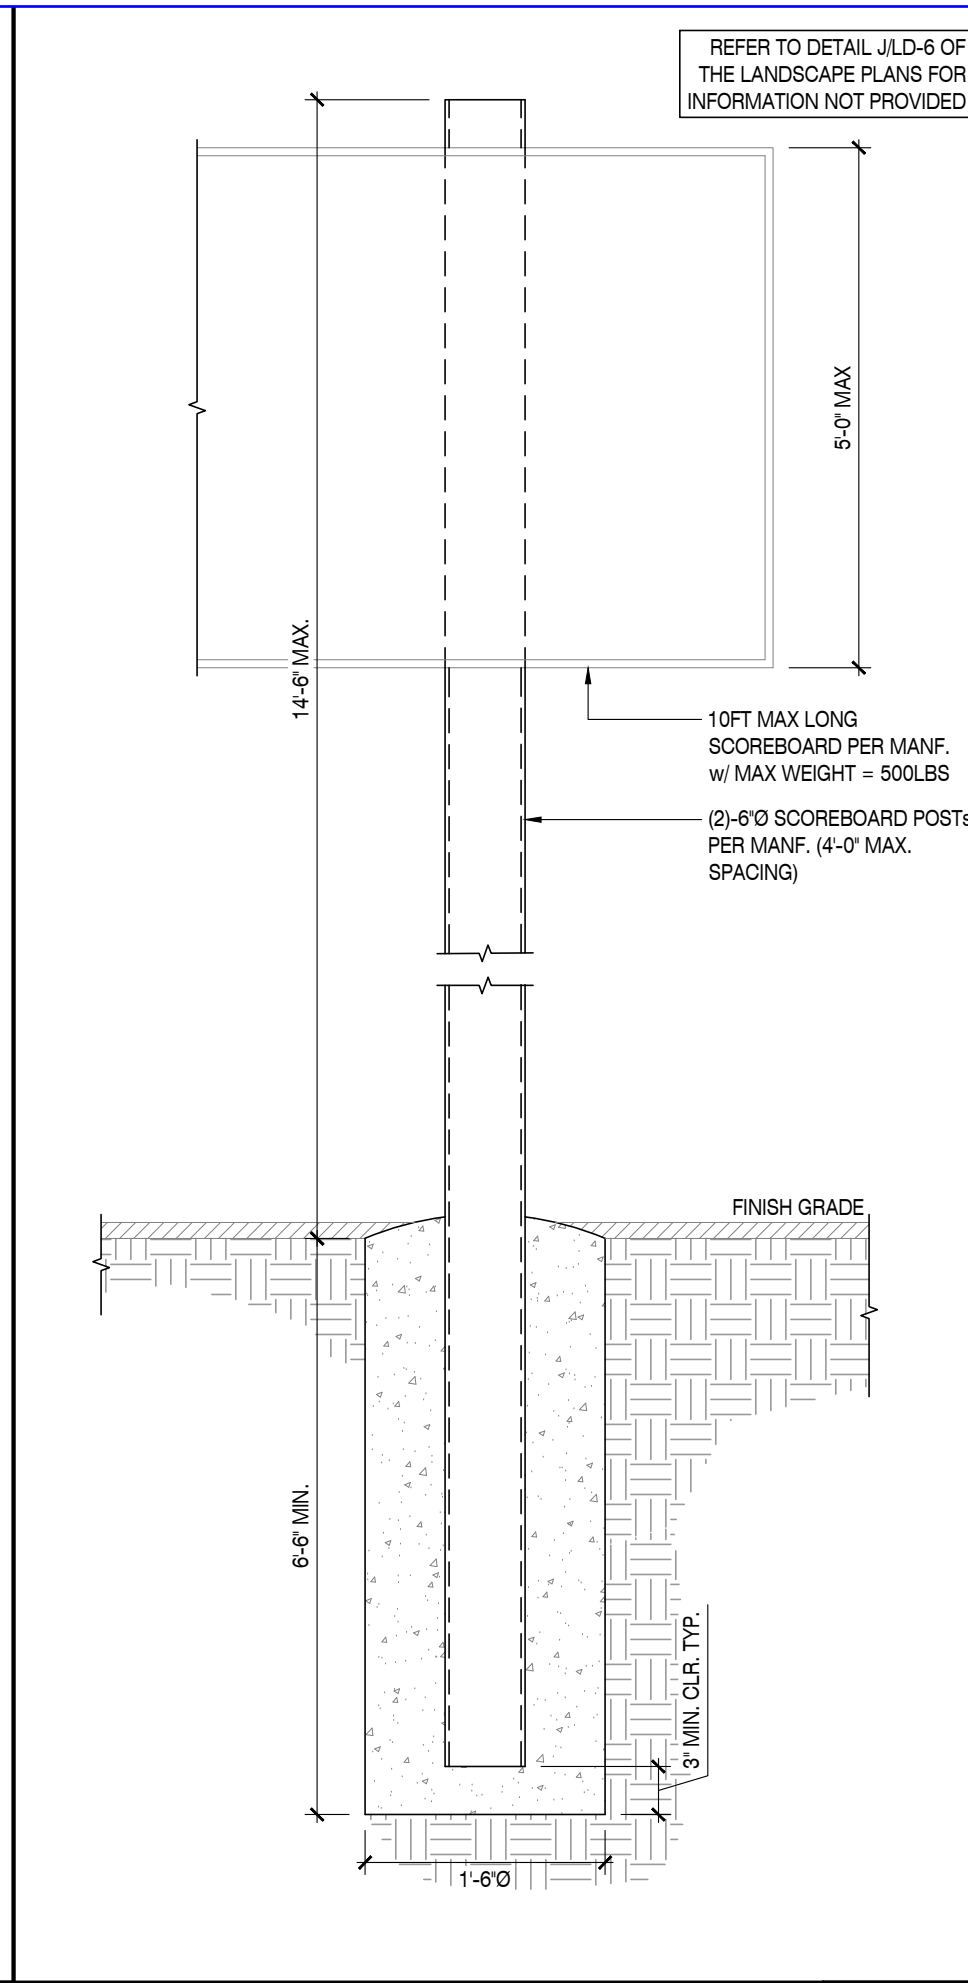 REFER TO DETAIL J/LD-6 OF
THE LANDSCAPE PLANS FOR
INFORMATION NOT PROVIDED
5'-0" MAX
14'-6" MAX.
10FT MAX LONG
SCOREBOARD PER MANF.
w/ MAX WEIGHT = 500LBS
(2)-6"Ø SCOREBOARD POSTs
PER MANF. (4'-0" MAX.
SPACING)
FINISH GRADE
6'-6" MIN.
3" MIN. CLR. TYP.
1'-6"Ø